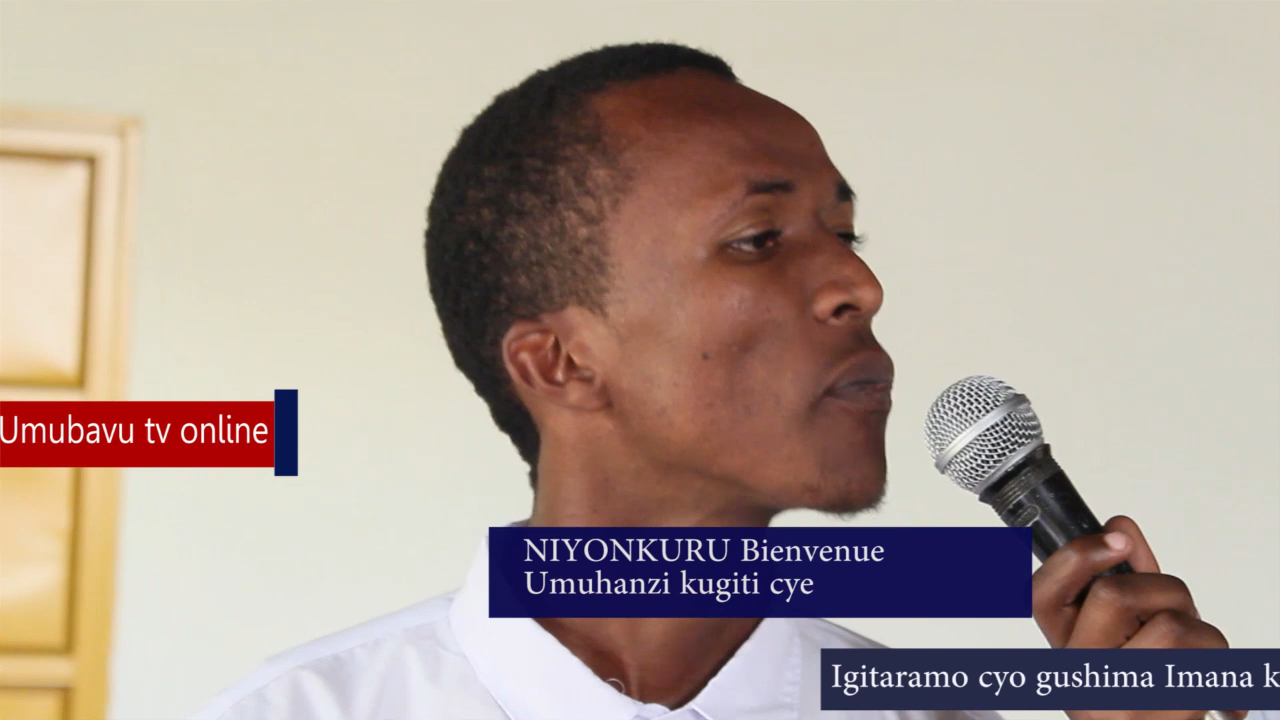 Umubavu tv online
NIYONKURU Bienvenue
Umuhanzi kugiti cye
Igitaramo cyo gushima Imana k